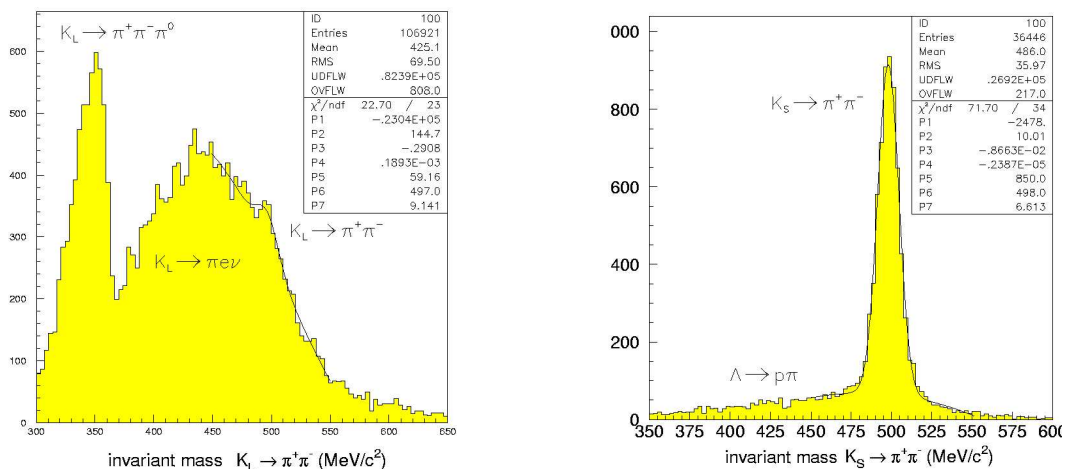 K_L → π⁺π⁻π⁰
ID 100
Entries 106921
Mean 425.1
RMS 69.50
UDFLW .8239E+05
OVFLW 808.0
χ²/ndf 22.70 / 23
P1 -.2304E+05
P2 144.7
P3 -.2908
P4 .1893E-03
P5 59.16
P6 497.0
P7 9.141
600
500
400
300
200
100
0
K_L → π⁺π⁻
K_L → πeν
300 350 400 450 500 550 600 650
invariant mass K_L → π⁺π⁻ (MeV/c²)
ID 100
Entries 36446
Mean 486.0
RMS 35.97
UDFLW .2692E+05
OVFLW 217.0
χ²/ndf 71.70 / 34
P1 -2478.
P2 10.01
P3 -.8663E-02
P4 -.2387E-05
P5 850.0
P6 498.0
P7 6.613
000
800
600
400
200
0
K_S → π⁺π⁻
Λ → pπ
350 375 400 425 450 475 500 525 550 575 600
invariant mass K_S → π⁺π⁻ (MeV/c²)